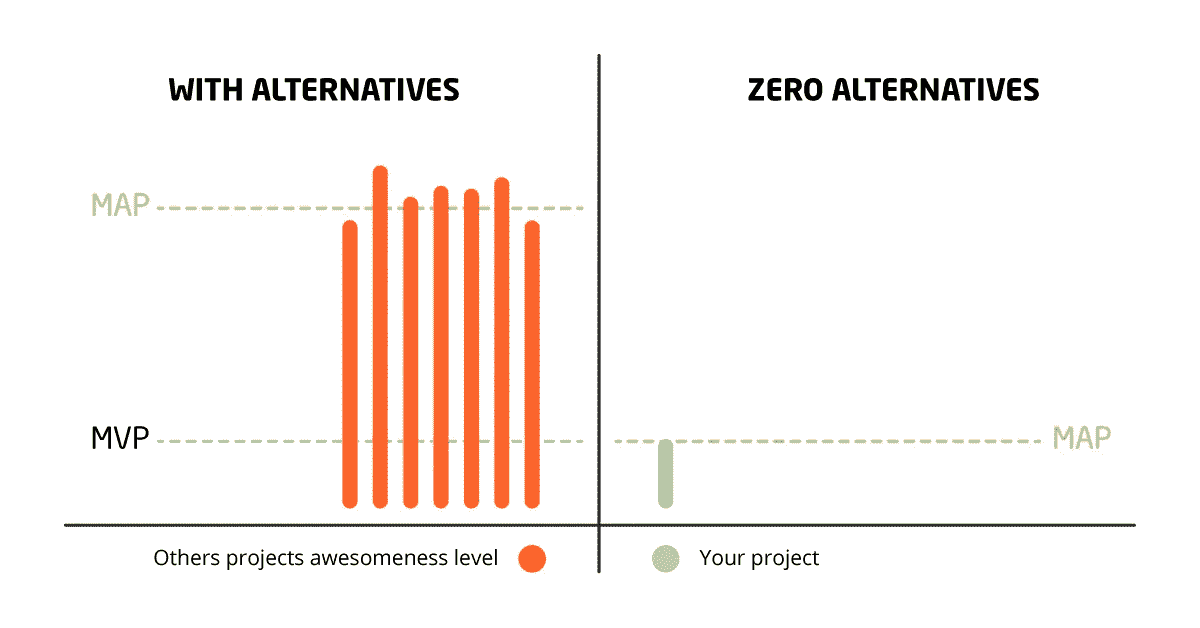 WITH ALTERNATIVES
ZERO ALTERNATIVES
MAP
MVP
MAP
Others projects awesomeness level
Your project